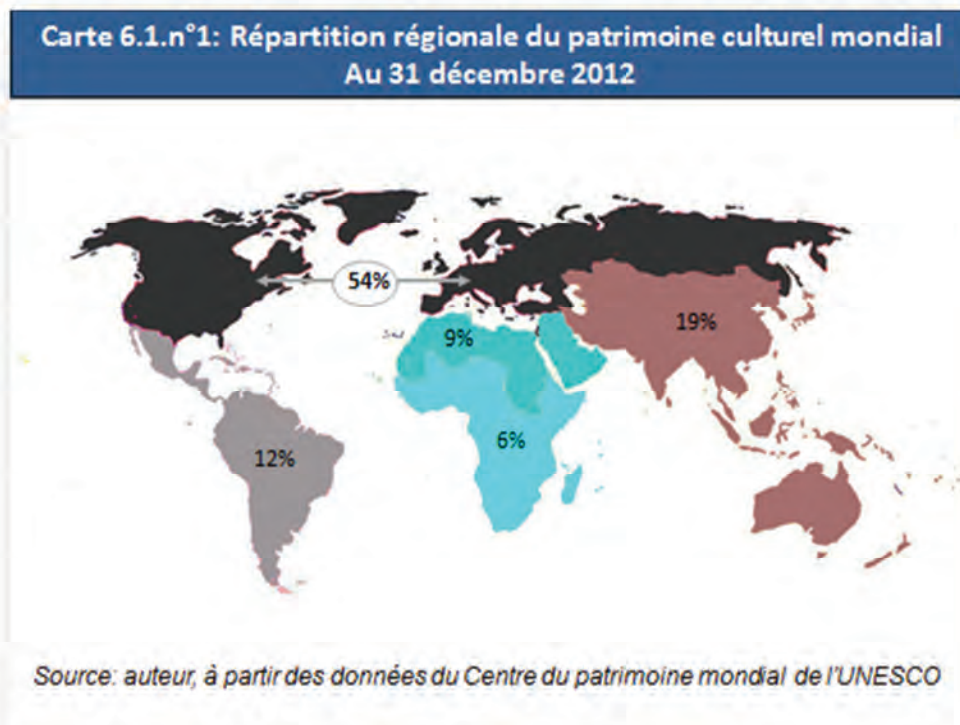 Carte 6.1.n°1: Répartition régionale du patrimoine culturel mondial
Au 31 décembre 2012
54%
9%
19%
6%
12%
Source: auteur, à partir des données du Centre du patrimoine mondial de l'UNESCO